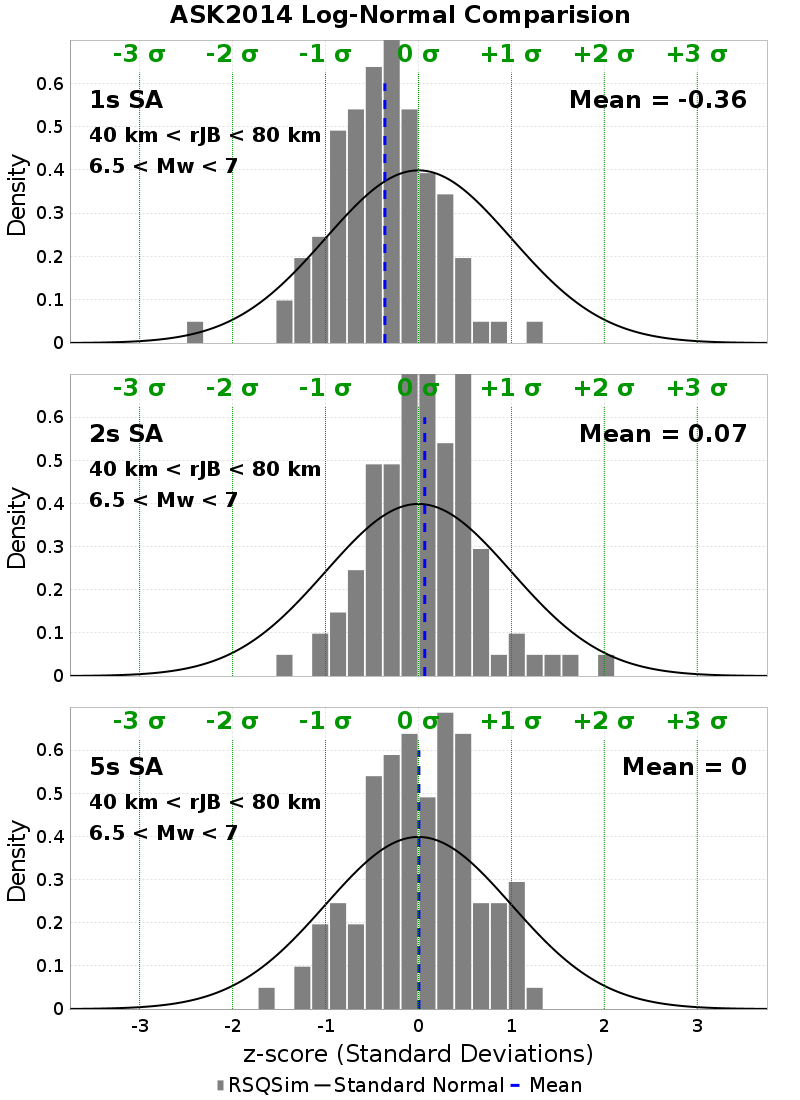 ASK2014 Log-Normal Comparision
-3 σ -2 σ -1 σ 0 σ +1 σ +2 σ +3 σ
1s SA
Mean = -0.36
40 km < rJB < 80 km
6.5 < Mw < 7
Density
0.6
0.5
0.4
0.3
0.2
0.1
0
-3 σ -2 σ -1 σ 0 σ +1 σ +2 σ +3 σ
2s SA
Mean = 0.07
40 km < rJB < 80 km
6.5 < Mw < 7
Density
0.6
0.5
0.4
0.3
0.2
0.1
0
-3 σ -2 σ -1 σ 0 σ +1 σ +2 σ +3 σ
5s SA
Mean = 0
40 km < rJB < 80 km
6.5 < Mw < 7
Density
0.6
0.5
0.4
0.3
0.2
0.1
0
-3 -2 -1 0 1 2 3
z-score (Standard Deviations)
RSQSim Standard Normal Mean